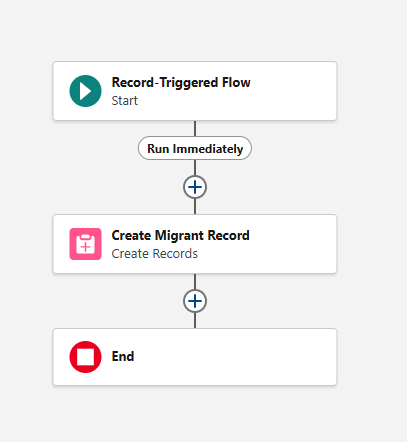 Record-Triggered Flow
Start
Run Immediately
Create Migrant Record
Create Records
End